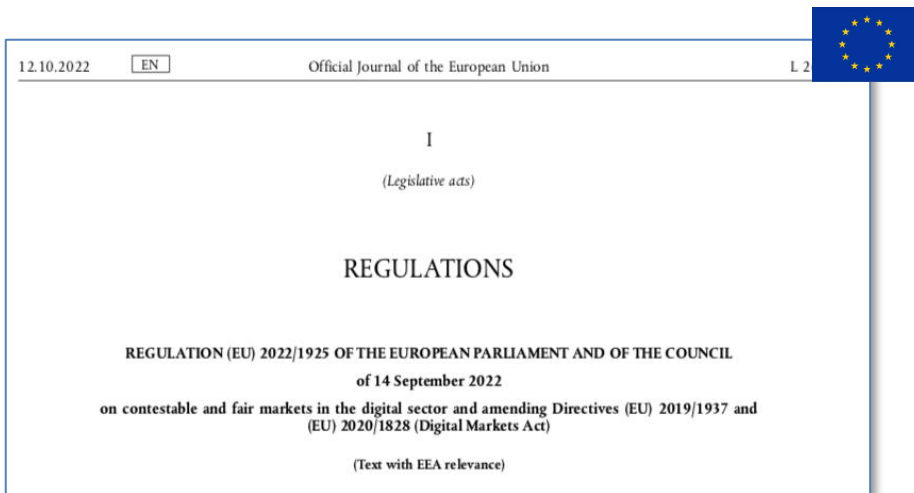 12.10.2022 EN Official Journal of the European Union L 2
I
(Legislative acts)
REGULATIONS
REGULATION (EU) 2022/1925 OF THE EUROPEAN PARLIAMENT AND OF THE COUNCIL
of 14 September 2022
on contestable and fair markets in the digital sector and amending Directives (EU) 2019/1937 and
(EU) 2020/1828 (Digital Markets Act)
(Text with EEA relevance)